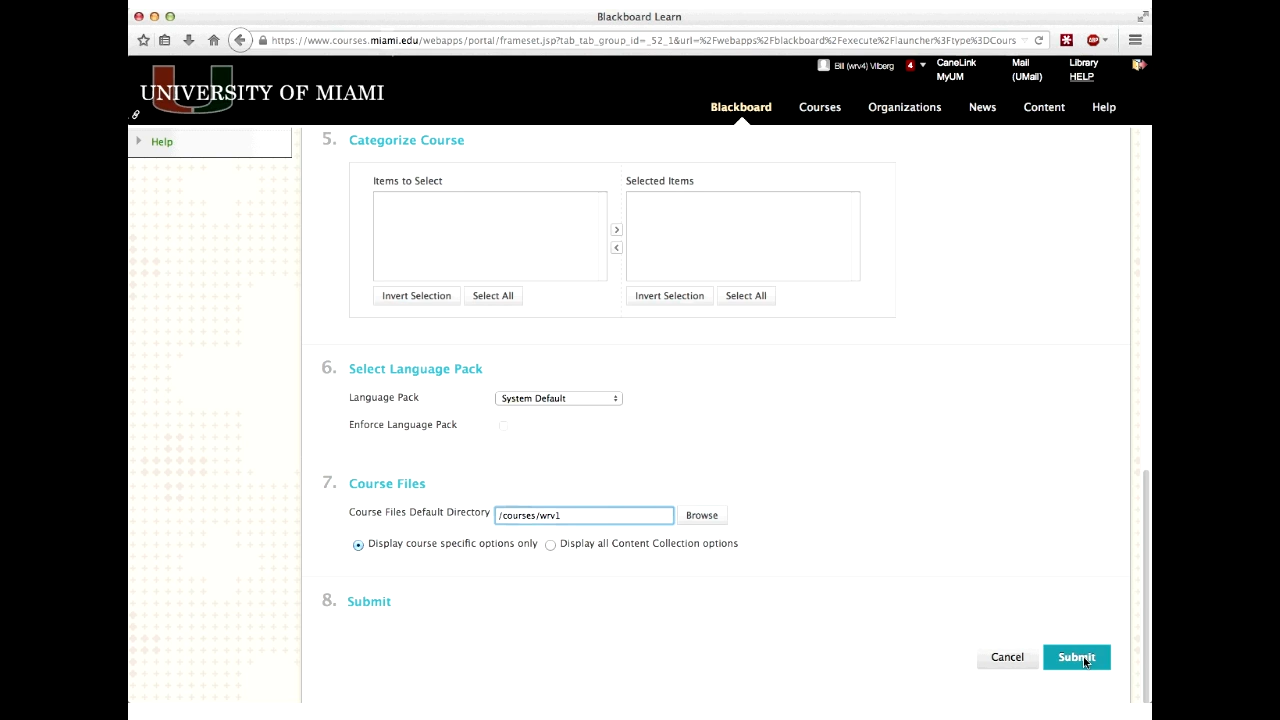 Blackboard Learn
https://www.courses.miami.edu/webapps/portal/frameset.jsp?tab_tab_group_id=_52_1&url=%2Fwebapps%2Fblackboard%2Fexecute%2Flauncher%3Ftype%3DCours
UNIVERSITY OF MIAMI
Bill (wrv4) Vilberg 4 CaneLink Mail Library
MyUM (UMail) HELP
Blackboard Courses Organizations News Content Help
Help
5. Categorize Course
Items to Select Selected Items
Invert Selection Select All Invert Selection Select All
6. Select Language Pack
Language Pack System Default
Enforce Language Pack
7. Course Files
Course Files Default Directory /courses/wrv1 Browse
Display course specific options only Display all Content Collection options
8. Submit
Cancel Submit